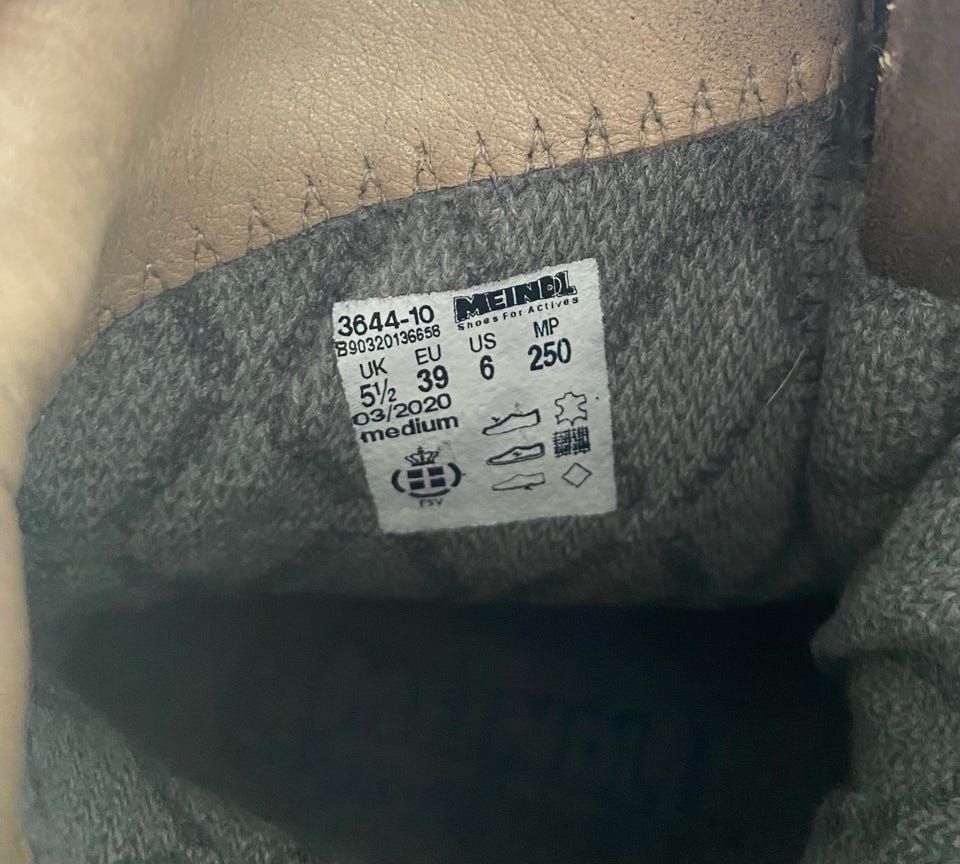 3644-10
MEINDL
Shoes For Actives
B90320136658
UK EU US MP
5½ 39 6 250
03/2020
medium
FSV